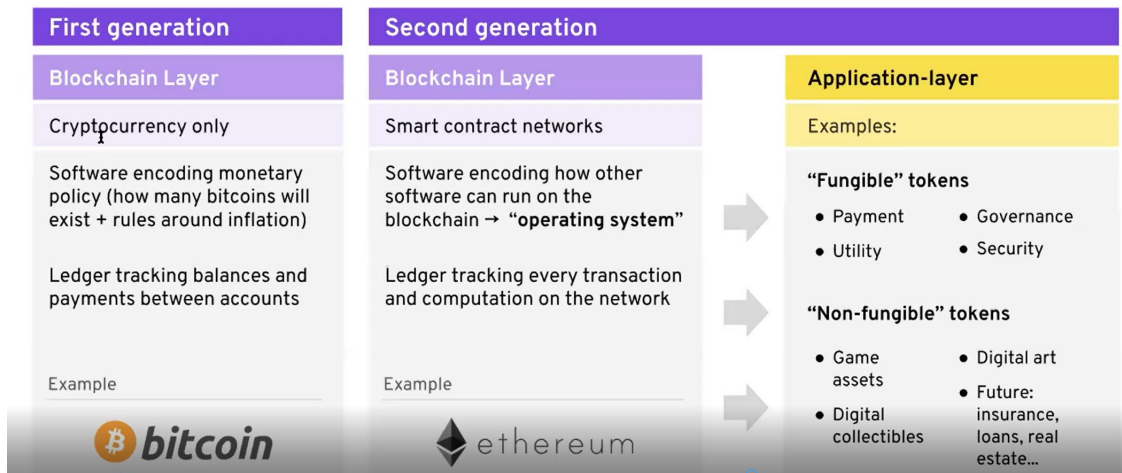 First generation
Second generation
Blockchain Layer
Cryptocurrency only
Software encoding monetary
policy (how many bitcoins will
exist + rules around inflation)
Ledger tracking balances and
payments between accounts
Example
bitcoin
Blockchain Layer
Smart contract networks
Software encoding how other
software can run on the
blockchain → “operating system”
Ledger tracking every transaction
and computation on the network
Example
ethereum
Application-layer
Examples:
“Fungible” tokens
● Payment
● Utility
● Governance
● Security
“Non-fungible” tokens
● Game
assets
● Digital
collectibles
● Digital art
● Future:
insurance,
loans, real
estate...